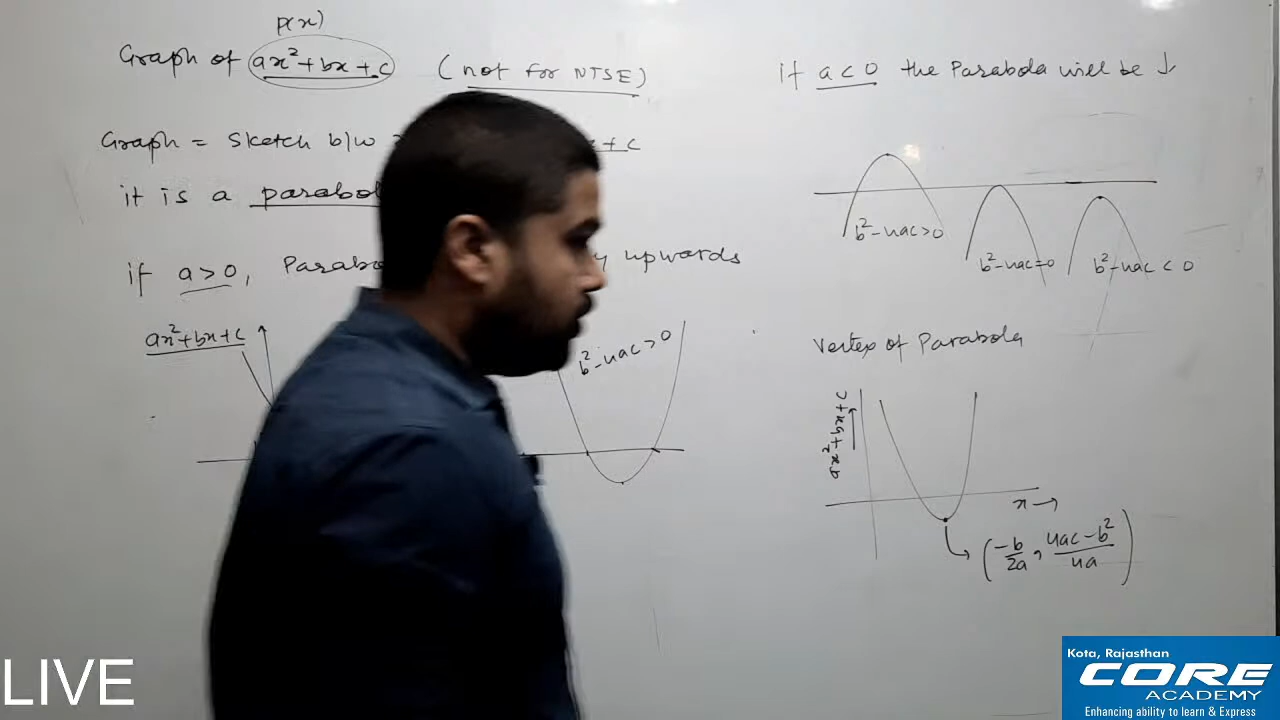 P(x)
Graph of ax²+bx+c (not for NTSE)
Graph = Sketch b/w
+ c
it is a
if a>0, upwards
ax²+bx+c
b²-4ac>0
if a<0 the Parabola will be ↓
b²-4ac>0
b²-4ac=0
b²-4ac<0
Vertex of Parabola
ax²+bx+c
x →
(-b/2a, 4ac-b²/4a)
LIVE
Kota, Rajasthan
CORE
ACADEMY
Enhancing ability to learn & Express